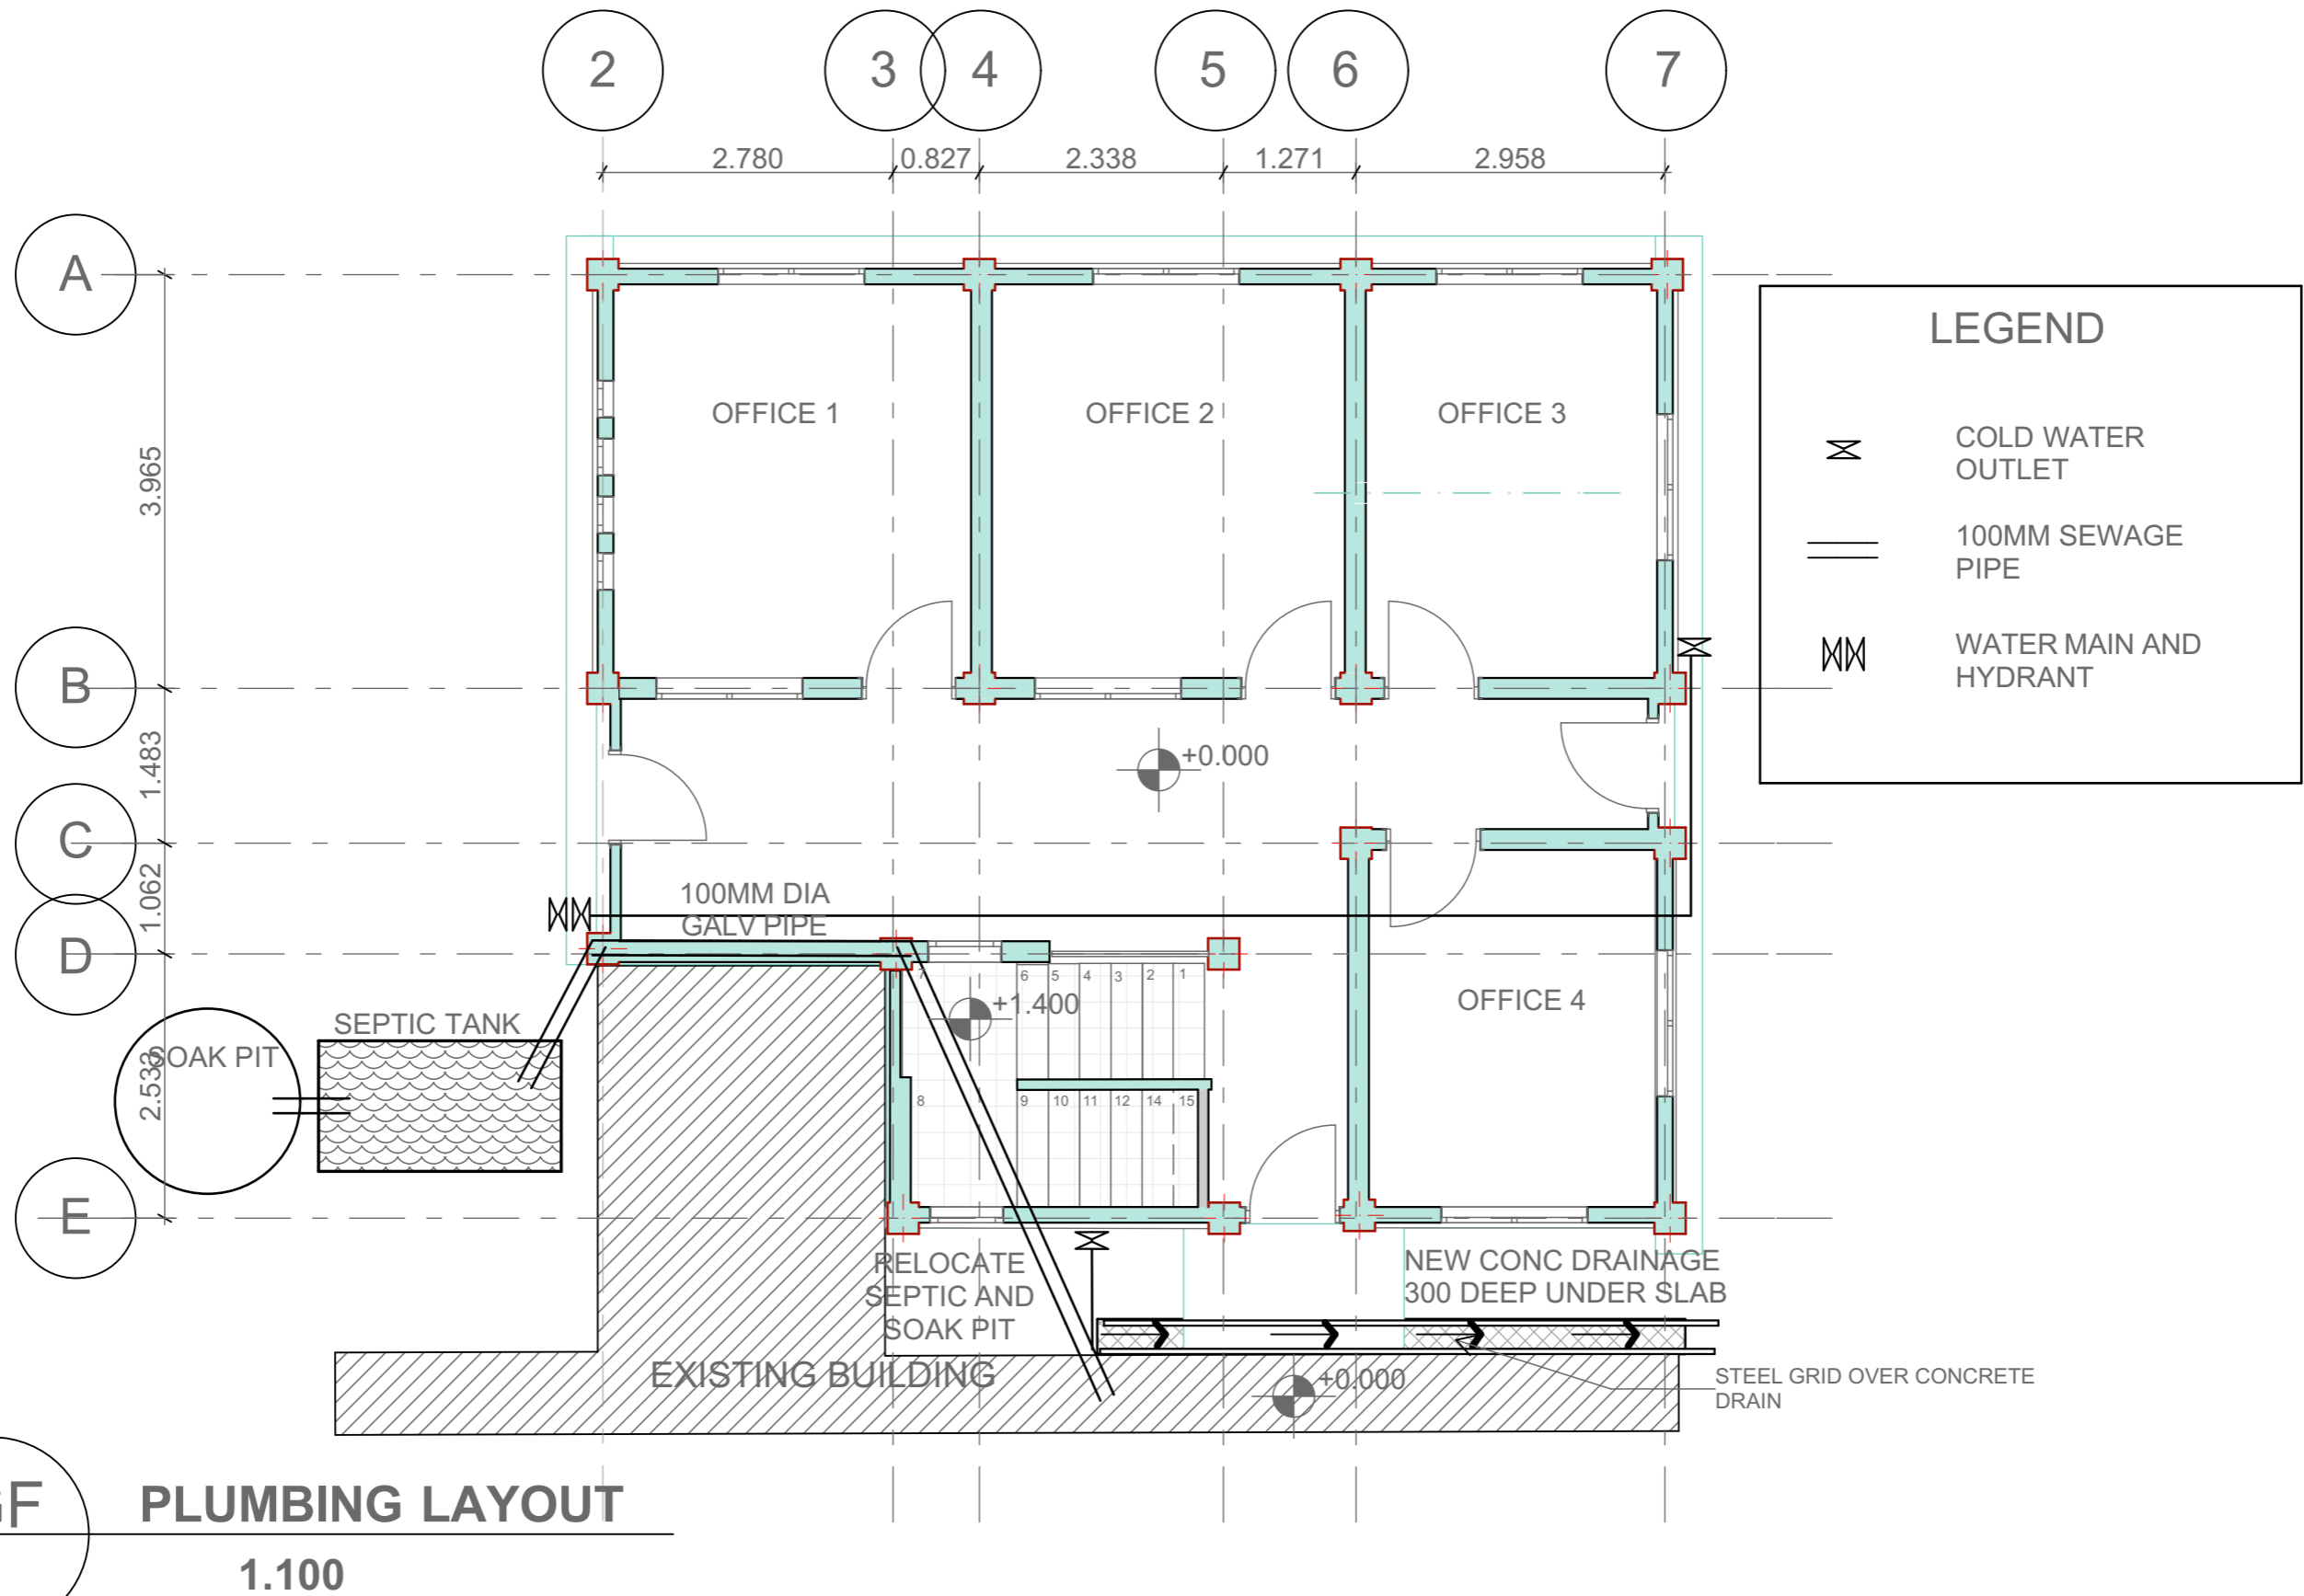 2
3
4
5
6
7
2.780
0.827
2.338
1.271
2.958
A
B
C
D
E
3.965
1.483
1.062
2.533
OFFICE 1
OFFICE 2
OFFICE 3
LEGEND
COLD WATER
OUTLET
100MM SEWAGE
PIPE
WATER MAIN AND
HYDRANT
+0.000
100MM DIA
GALV PIPE
7
6
5
4
3
2
1
+1.400
OFFICE 4
SEPTIC TANK
SOAK PIT
8
9
10
11
12
14
15
RELOCATE
SEPTIC AND
SOAK PIT
NEW CONC DRAINAGE
300 DEEP UNDER SLAB
EXISTING BUILDING
+0.000
STEEL GRID OVER CONCRETE
DRAIN
GF
PLUMBING LAYOUT
1.100